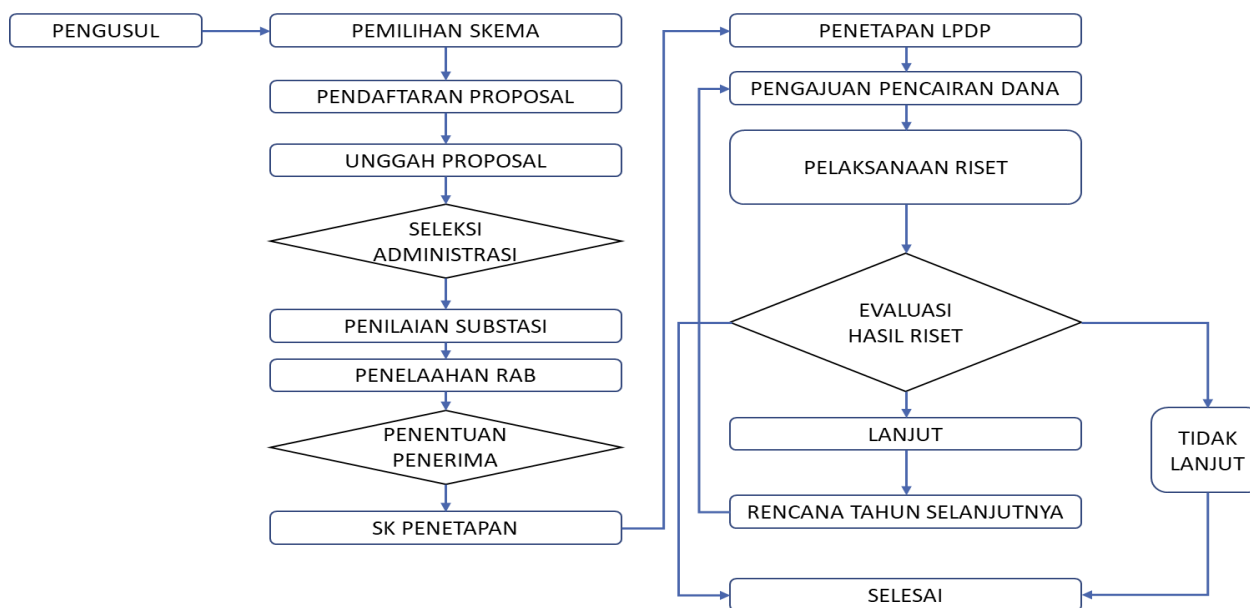 PENGUSUL
PEMILIHAN SKEMA
PENDAFTARAN PROPOSAL
UNGGAH PROPOSAL
SELEKSI
ADMINISTRASI
PENILAIAN SUBSTASI
PENELAAHAN RAB
PENENTUAN
PENERIMA
SK PENETAPAN
PENETAPAN LPDP
PENGAJUAN PENCAIRAN DANA
PELAKSANAAN RISET
EVALUASI
HASIL RISET
LANJUT
RENCANA TAHUN SELANJUTNYA
TIDAK
LANJUT
SELESAI